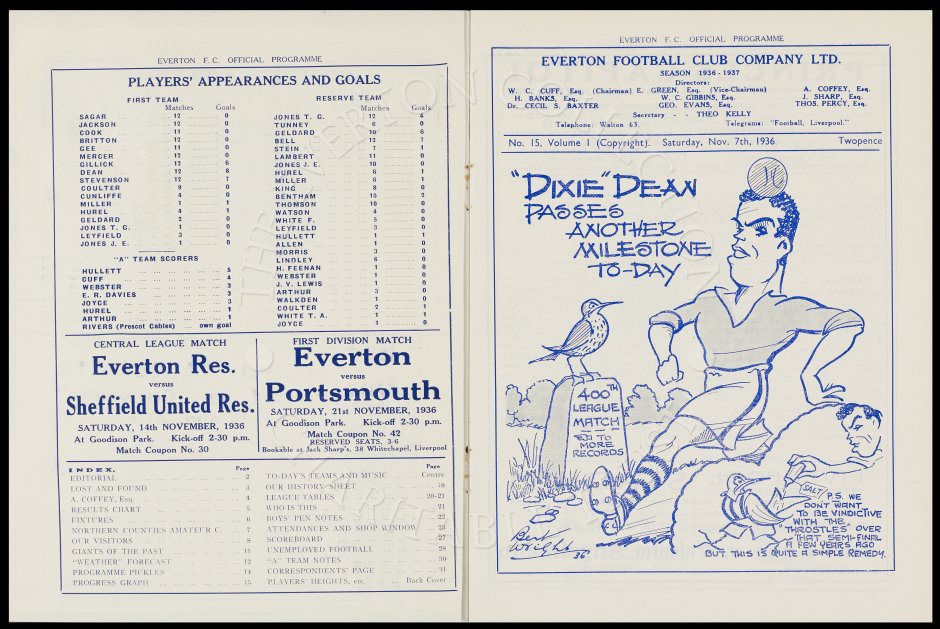 EVERTON F.C. OFFICIAL PROGRAMME
PLAYERS' APPEARANCES AND GOALS
FIRST TEAM
Matches Goals
SAGAR 12 0
JACKSON 12 0
COOK 11 0
BRITTON 12 0
GEE 11 0
MERCER 12 0
GILLICK 12 6
DEAN 12 8
STEVENSON 12 7
COULTER 9 0
CUNLIFFE 4 0
MILLER 1 1
HUREL 4 1
GELDARD 2 0
JONES T. G. 1 0
LEYFIELD 3 0
JONES J. E. 1 0
"A" TEAM SCORERS
HULLETT 5
CUFF 4
WEBSTER 3
E. R. DAVIES 3
JOYCE 3
HUREL 1
ARTHUR 1
RIVERS (Prescot Cables) ... own goal
RESERVE TEAM
Matches Goals
JONES T. G. 12 4
TUNNEY 6 0
GELDARD 10 6
BELL 12 7
STEIN 7 1
LAMBERT 11 0
JONES J. E. 10 0
HUREL 6 1
MILLER 6 1
KING 8 0
BENTHAM 10 2
THOMSON 10 0
WATSON 4 0
WHITE F. 5 0
LEYFIELD 3 0
HULLETT 1 1
ALLEN 1 0
MORRIS 3 0
LINDLEY 6 0
H. FEENAN 1 0
WEBSTER 1 0
J. V. LEWIS 1 6
ARTHUR 3 0
WALKDEN 1 0
COULTER 2 1
WHITE T. A. 1 1
JOYCE 1 0
CENTRAL LEAGUE MATCH
Everton Res.
versus
Sheffield United Res.
SATURDAY, 14th NOVEMBER, 1936
At Goodison Park. Kick-off 2-30 p.m.
Match Coupon No. 30
FIRST DIVISION MATCH
Everton
versus
Portsmouth
SATURDAY, 21st NOVEMBER, 1936
At Goodison Park. Kick-off 2-30 p.m.
Match Coupon No. 42
RESERVED SEATS, 3/6
Bookable at Jack Sharp's, 38 Whitechapel, Liverpool
INDEX. Page
EDITORIAL 2
LOST AND FOUND 3
A. COFFEY, Esq. 4
RESULTS CHART 5
FIXTURES 6
NORTHERN COUNTIES AMATEUR C 7
OUR VISITORS 8
GIANTS OF THE PAST 11
"WEATHER" FORECAST 12
PROGRAMME PICKLES 14
PROGRESS GRAPH 15
Page
TO-DAY'S TEAMS AND MUSIC Centre
OUR HISTORY SHEET 18
LEAGUE TABLES 20-21
WHO IS THIS 21
BOYS' PEN NOTES 22
ATTENDANCES AND SHOP WINDOW
SCOREBOARD 27
UNEMPLOYED FOOTBALL 28
"A" TEAM NOTES 30
CORRESPONDENTS' PAGE 31
PLAYERS' HEIGHTS, etc. Back Cover
EVERTON F.C. OFFICIAL PROGRAMME
EVERTON FOOTBALL CLUB COMPANY LTD.
SEASON 1936-1937
Directors:
W. C. CUFF, Esq. (Chairman) E. GREEN, Esq. (Vice-Chairman) A. COFFEY, Esq.
H. BANKS, Esq. W. C. GIBBINS, Esq. J. SHARP, Esq.
Dr. CECIL S. BAXTER GEO. EVANS, Esq. THOS. PERCY, Esq.
Secretary - - THEO KELLY
Telephone: Walton 63. Telegrams: "Football, Liverpool."
No. 15, Volume 1 (Copyright). Saturday, Nov. 7th, 1936. Twopence
"DIXIE" DEAN
PASSES
ANOTHER
MILESTONE
TO-DAY
400TH
LEAGUE
MATCH
TO
MORE
RECORDS
SALT
P.S. WE
DON'T WANT
TO BE VINDICTIVE
WITH THE
"THROSTLES" OVER
THAT SEMI-FINAL
A FEW YEARS AGO
BUT THIS IS QUITE A SIMPLE REMEDY.
Bert
Wright 36